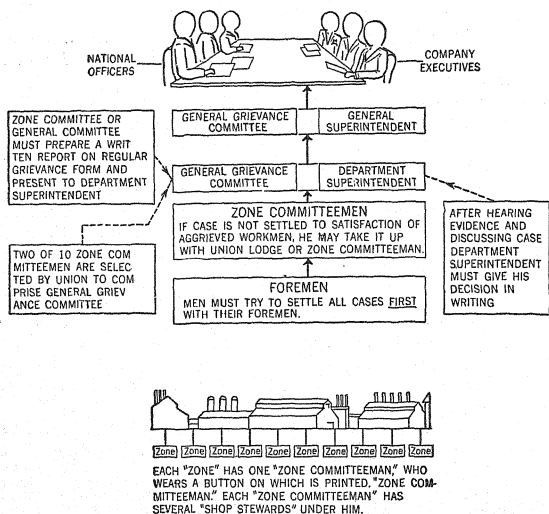 NATIONAL
OFFICERS
COMPANY
EXECUTIVES
GENERAL GRIEVANCE
COMMITTEE
GENERAL
SUPERINTENDENT
ZONE COMMITTEE OR
GENERAL COMMITTEE
MUST PREPARE A WRIT
TEN REPORT ON REGULAR
GRIEVANCE FORM AND
PRESENT TO DEPARTMENT
SUPERINTENDENT
GENERAL GRIEVANCE
COMMITTEE
DEPARTMENT
SUPERINTENDENT
ZONE COMMITTEEMEN
IF CASE IS NOT SETTLED TO SATISFACTION OF
AGGRIEVED WORKMEN, HE MAY TAKE IT UP
WITH UNION LODGE OR ZONE COMMITTEEMAN.
TWO OF 10 ZONE COM
MITTEEMEN ARE SELEC
TED BY UNION TO COM
PRISE GENERAL GRIEV
ANCE COMMITTEE
AFTER HEARING
EVIDENCE AND
DISCUSSING CASE
DEPARTMENT
SUPERINTENDENT
MUST GIVE HIS
DECISION IN
WRITING
FOREMEN
MEN MUST TRY TO SETTLE ALL CASES FIRST
WITH THEIR FOREMEN.
Zone Zone Zone Zone Zone Zone Zone Zone Zone Zone
EACH "ZONE" HAS ONE "ZONE COMMITTEEMAN," WHO
WEARS A BUTTON ON WHICH IS PRINTED, "ZONE COM-
MITTEEMAN." EACH "ZONE COMMITTEEMAN" HAS
SEVERAL "SHOP STEWARDS" UNDER HIM.